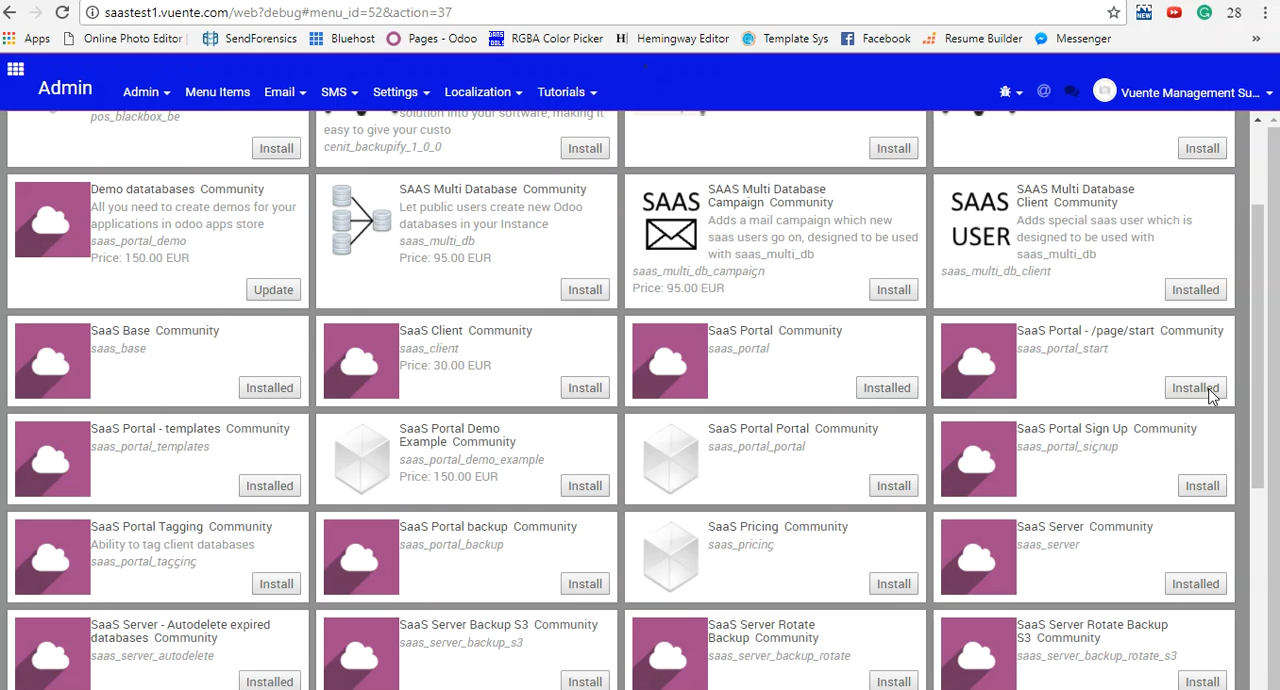 saastest1.vuente.com/web?debug#menu_id=52&action=37
28
Apps Online Photo Editor SendForensics Bluehost Pages - Odoo RGBA Color Picker Hemingway Editor Template Sys Facebook Resume Builder Messenger »
Admin Admin Menu Items Email SMS Settings Localization Tutorials @ Vuente Management Su...
pos_blackbox_be
Install
solution into your software, making it
easy to give your custo
cenit_backupify_1_0_0
Install
Install
Install
Demo datatabases Community
All you need to create demos for your
applications in odoo apps store
saas_portal_demo
Price: 150.00 EUR
Update
SAAS Multi Database Community
Let public users create new Odoo
databases in your Instance
saas_multi_db
Price: 95.00 EUR
Install
SAAS
SAAS Multi Database
Campaign Community
Adds a mail campaign which new
saas users go on, designed to be used
with saas_multi_db
saas_multi_db_campaign
Price: 95.00 EUR
Install
SAAS
USER
SAAS Multi Database
Client Community
Adds special saas user which is
designed to be used with
saas_multi_db
saas_multi_db_client
Installed
SaaS Base Community
saas_base
Installed
SaaS Client Community
saas_client
Price: 30.00 EUR
Install
SaaS Portal Community
saas_portal
Installed
SaaS Portal - /page/start Community
saas_portal_start
Installed
SaaS Portal - templates Community
saas_portal_templates
Installed
SaaS Portal Demo
Example Community
saas_portal_demo_example
Price: 150.00 EUR
Install
SaaS Portal Portal Community
saas_portal_portal
Install
SaaS Portal Sign Up Community
saas_portal_signup
Install
SaaS Portal Tagging Community
Ability to tag client databases
saas_portal_tagging
Install
SaaS Portal backup Community
saas_portal_backup
Install
SaaS Pricing Community
saas_pricing
Install
SaaS Server Community
saas_server
Installed
SaaS Server - Autodelete expired
databases Community
saas_server_autodelete
Installed
SaaS Server Backup S3 Community
saas_server_backup_s3
Install
SaaS Server Rotate
Backup Community
saas_server_backup_rotate
Install
SaaS Server Rotate Backup
S3 Community
saas_server_backup_rotate_s3
Install